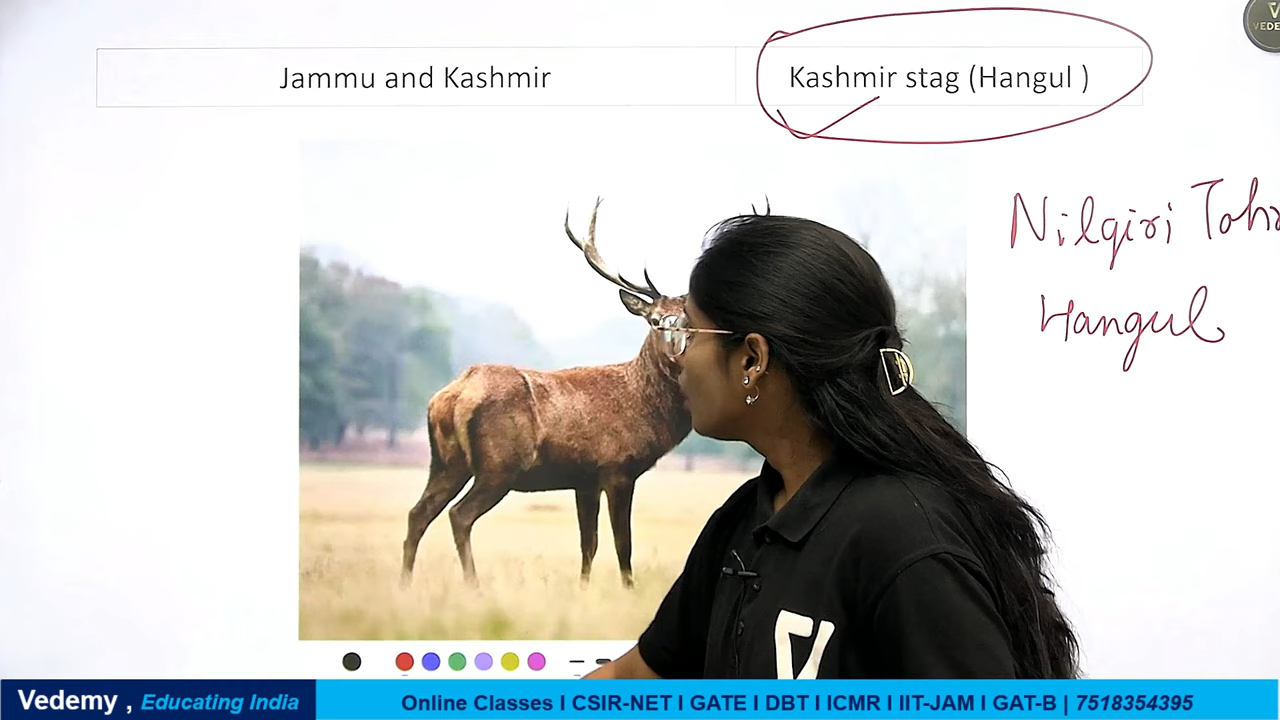 Jammu and Kashmir
Kashmir stag (Hangul )
Nilgiri
Hangul
Vedemy , Educating India
Online Classes I CSIR-NET I GATE I DBT I ICMR I IIT-JAM I GAT-B | 7518354395